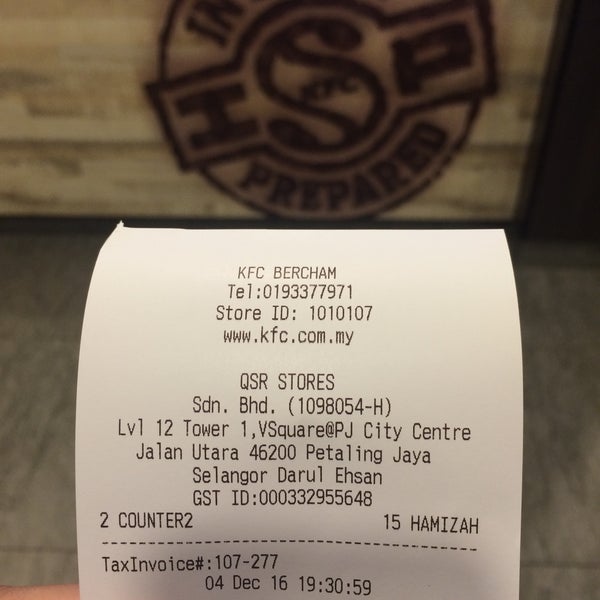 IN
H S P
KFC
PREPARED
KFC BERCHAM
Tel:0193377971
Store ID: 1010107
www.kfc.com.my
QSR STORES
Sdn. Bhd. (1098054-H)
Lvl 12 Tower 1,VSquare@PJ City Centre
Jalan Utara 46200 Petaling Jaya
Selangor Darul Ehsan
GST ID:000332955648
2 COUNTER2 15 HAMIZAH
TaxInvoice#:107-277
04 Dec 16 19:30:59